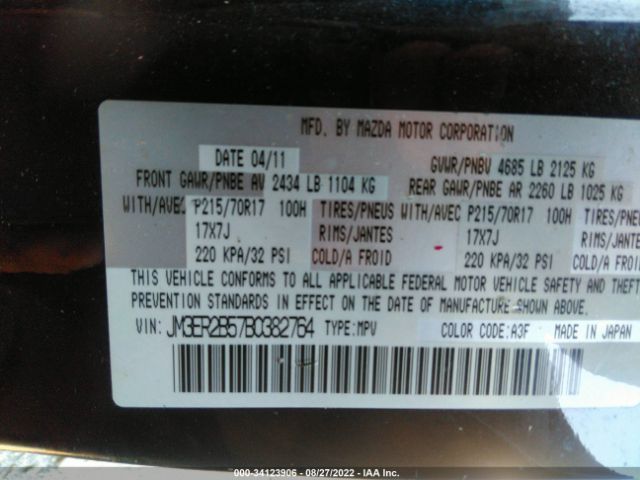 MFD. BY MAZDA MOTOR CORPORATION
DATE 04/11 GVWR/PNBV 4685 LB 2125 KG
FRONT GAWR/PNBE AV 2434 LB 1104 KG REAR GAWR/PNBE AR 2260 LB 1025 KG
WITH/AVEC P215/70R17 100H TIRES/PNEUS WITH/AVEC P215/70R17 100H TIRES/PNEUS
17X7J RIMS/JANTES 17X7J RIMS/JANTES
220 KPA/32 PSI COLD/A FROID 220 KPA/32 PSI COLD/A FROID
THIS VEHICLE CONFORMS TO ALL APPLICABLE FEDERAL MOTOR VEHICLE SAFETY AND THEFT
PREVENTION STANDARDS IN EFFECT ON THE DATE OF MANUFACTURE SHOWN ABOVE.
VIN: JM3ER2B57B0382764 TYPE:MPV COLOR CODE:A3F MADE IN JAPAN
000-34123906 - 08/27/2022 - IAA Inc.